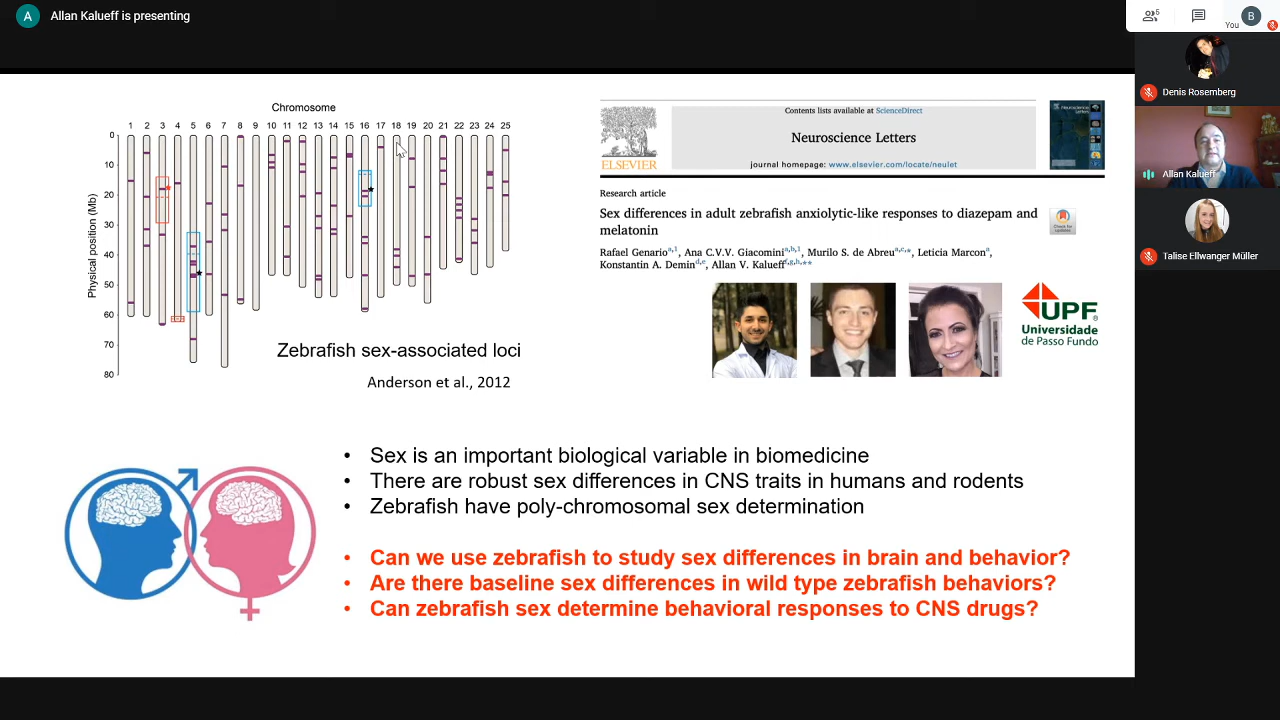 A
Allan Kalueff is presenting
5
B
You
Denis Rosemberg
Allan Kalueff
Talise Ellwanger Müller
Chromosome
1 2 3 4 5 6 7 8 9 10 11 12 13 14 15 16 17 18 19 20 21 22 23 24 25
Physical position (Mb)
0
10
20
30
40
50
60
70
80
Zebrafish sex-associated loci
Anderson et al., 2012
ELSEVIER
Contents lists available at ScienceDirect
Neuroscience Letters
journal homepage: www.elsevier.com/locate/neulet
Research article
Sex differences in adult zebrafish anxiolytic-like responses to diazepam and
melatonin
Check for
updates
Rafael Genario a,1, Ana C.V.V. Giacomini a,b,1, Murilo S. de Abreu a,c,*, Leticia Marcon a,
Konstantin A. Demin d,e, Allan V. Kalueff f,g,h,**
UPF®
Universidade
de Passo Fundo
• Sex is an important biological variable in biomedicine
• There are robust sex differences in CNS traits in humans and rodents
• Zebrafish have poly-chromosomal sex determination
• Can we use zebrafish to study sex differences in brain and behavior?
• Are there baseline sex differences in wild type zebrafish behaviors?
• Can zebrafish sex determine behavioral responses to CNS drugs?